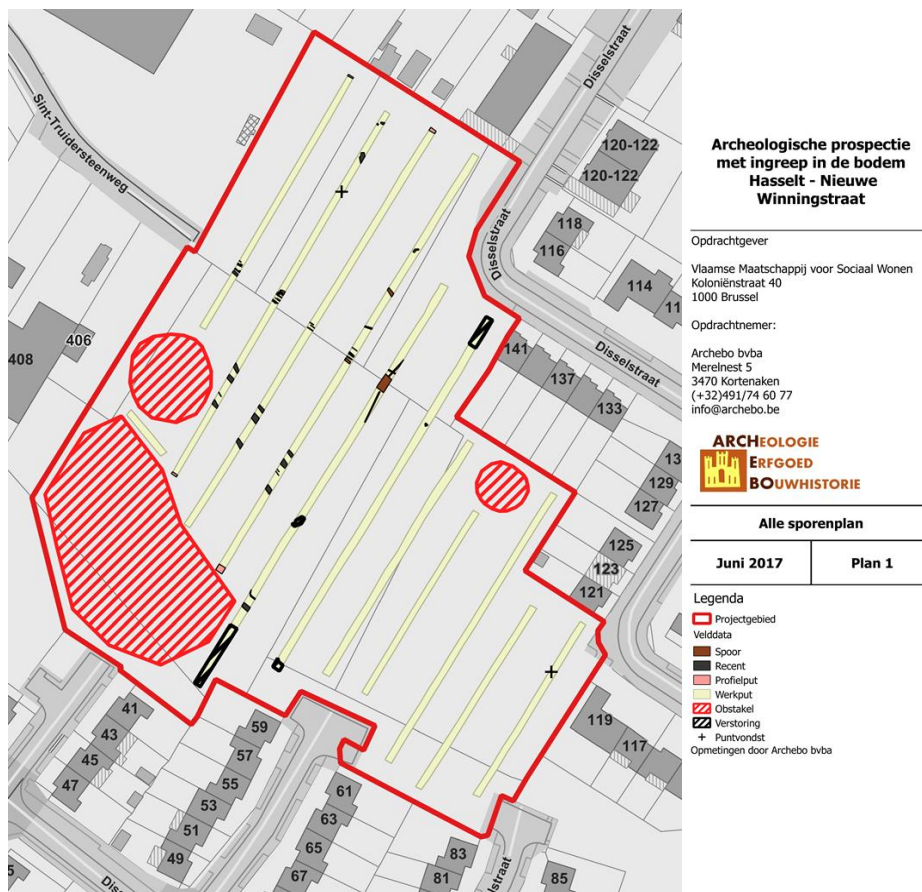 Sint-Truidersteenweg
Disselstraat
120-122
120-122
118
116
114
11
Disselstraat
Disselstraat
406
408
141
137
133
13
129
127
125
123
121
119
117
41
43
45
47
59
57
55
53
51
49
61
63
65
67
83
81
85
5
Archeologische prospectie
met ingreep in de bodem
Hasselt - Nieuwe
Winningstraat
Opdrachtgever
Vlaamse Maatschappij voor Sociaal Wonen
Koloniënstraat 40
1000 Brussel
Opdrachtnemer:
Archebo bvba
Merelnest 5
3470 Kortenaken
(+32)491/74 60 77
info@archebo.be
ARCHEOLOGIE
ERFGOED
BOUWHISTORIE
Alle sporenplan
Juni 2017
Plan 1
Legenda
Projectgebied
Velddata
Spoor
Recent
Profielput
Werkput
Obstakel
Verstoring
Puntvondst
Opmetingen door Archebo bvba